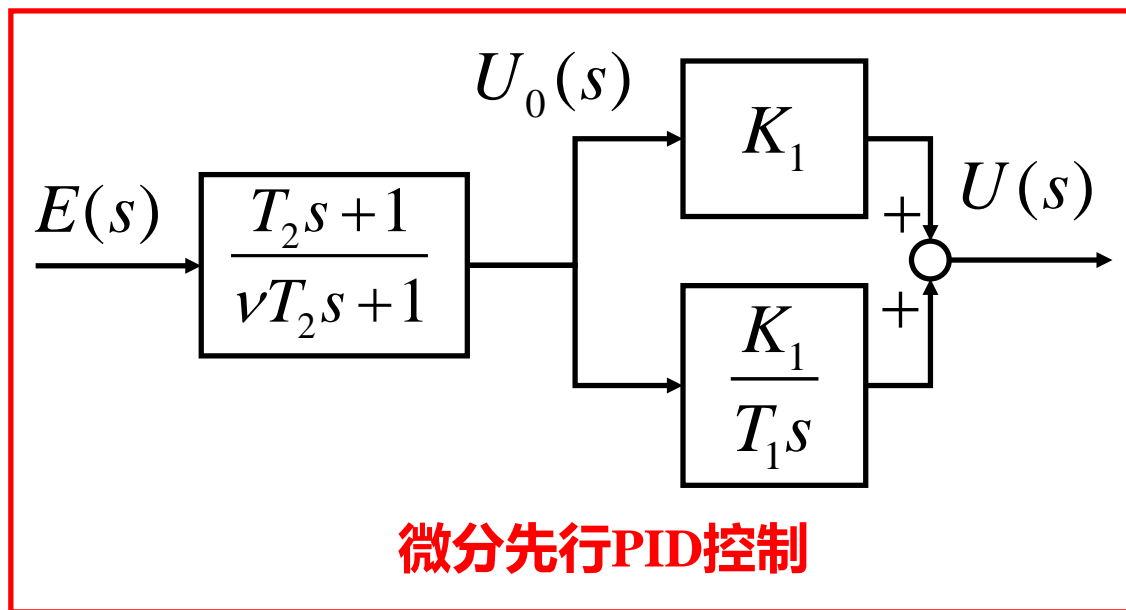 E(s)
T₂s + 1
νT₂s + 1
U₀(s)
K₁
K₁
T₁s
+
+
U(s)
微分先行PID控制